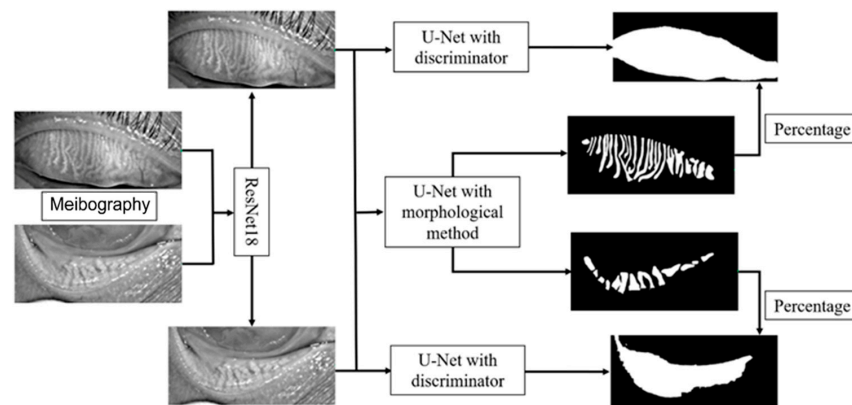 U-Net with
discriminator
Meibography
ResNet18
U-Net with
morphological
method
Percentage
Percentage
U-Net with
discriminator